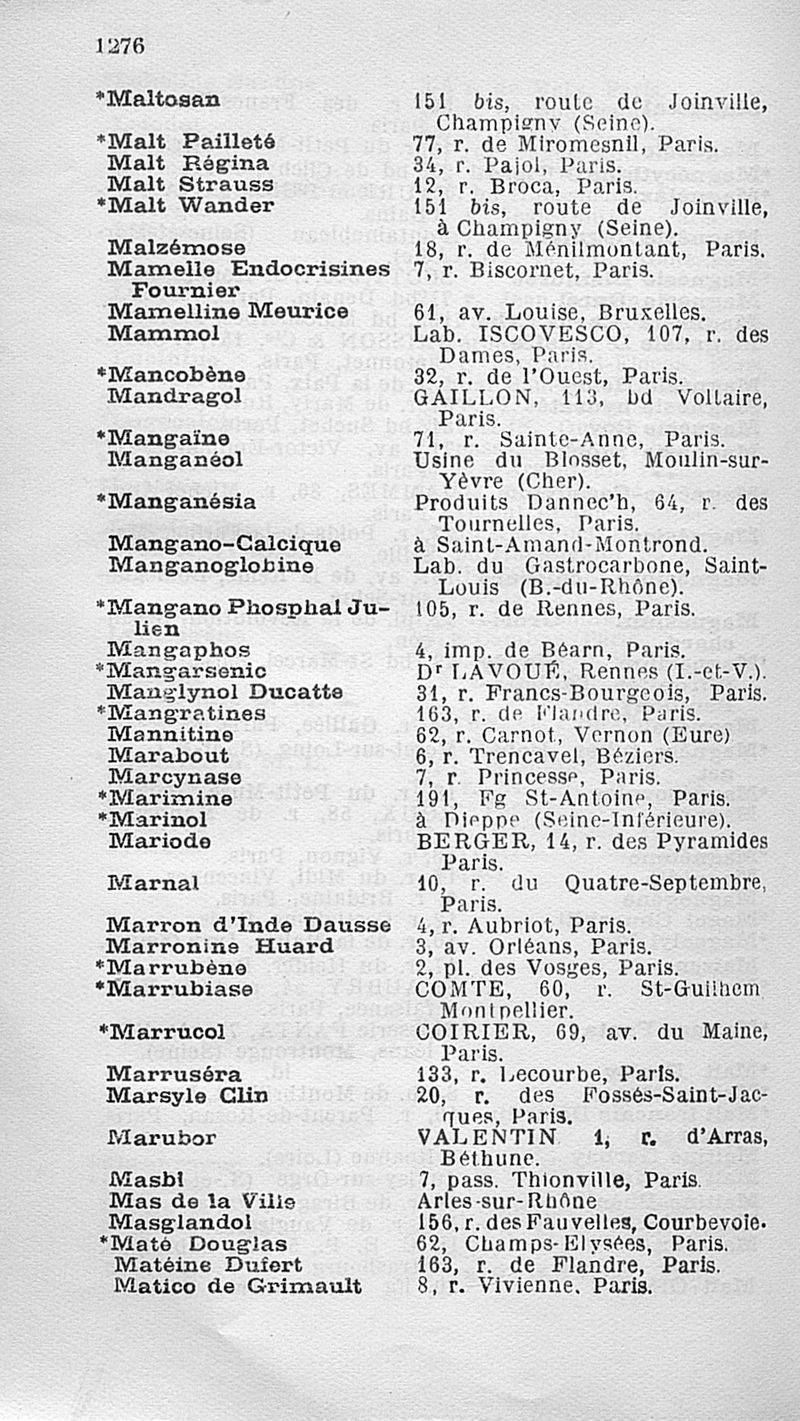 1276
*Maltosan 151 bis, route de Joinville,
Champigny (Seine).
*Malt Pailleté 77, r. de Miromesnil, Paris.
Malt Régina 34, r. Pajol, Paris.
Malt Strauss 12, r. Broca, Paris.
*Malt Wander 151 bis, route de Joinville,
à Champigny (Seine).
Malzémose 18, r. de Ménilmontant, Paris.
Mamelle Endocrisines 7, r. Biscornet, Paris.
Fournier
Mamelline Meurice 61, av. Louise, Bruxelles.
Mammol Lab. ISCOVESCO, 107, r. des
Dames, Paris.
*Mancobène 32, r. de l'Ouest, Paris.
Mandragol GAILLON, 113, bd Voltaire,
Paris.
*Mangaïne 71, r. Sainte-Anne, Paris.
Manganéol Usine du Blosset, Moulin-sur-
Yèvre (Cher).
*Manganésia Produits Dannec'h, 64, r. des
Tournelles, Paris.
Mangano-Calcique à Saint-Amand-Montrond.
Manganoglobine Lab. du Gastrocarbone, Saint-
Louis (B.-du-Rhône).
*Mangano Phosphal Ju- 105, r. de Rennes, Paris.
lien
Mangaphos 4, imp. de Béarn, Paris.
*Mangarsenic Dr LAVOUÉ, Rennes (I.-et-V.).
Manglynol Ducatte 31, r. Francs-Bourgeois, Paris.
*Mangratines 163, r. de Flandre, Paris.
Mannitine 62, r. Carnot, Vernon (Eure)
Marabout 6, r. Trencavel, Béziers.
Marcynase 7, r. Princesse, Paris.
*Marimine 191, Fg St-Antoine, Paris.
*Marinol à Dieppe (Seine-Inférieure).
Mariode BERGER, 14, r. des Pyramides
Paris.
Marnal 10, r. du Quatre-Septembre,
Paris.
Marron d'Inde Dausse 4, r. Aubriot, Paris.
Marronine Huard 3, av. Orléans, Paris.
*Marrubène 2, pl. des Vosges, Paris.
*Marrubiase COMTE, 60, r. St-Guilhem
Montpellier.
*Marrucol COIRIER, 69, av. du Maine,
Paris.
Marruséra 133, r. Lecourbe, Paris.
Marsyle Clin 20, r. des Fossés-Saint-Jac-
ques, Paris.
Marubor VALENTIN 1, r. d'Arras,
Béthune.
Masbi 7, pass. Thionville, Paris.
Mas de la Ville Arles-sur-Rhône
Masglandol 156, r. des Fauvelles, Courbevoie.
*Maté Douglas 62, Champs-Elysées, Paris.
Matéine Dufert 163, r. de Flandre, Paris.
Matico de Grimault 8, r. Vivienne, Paris.